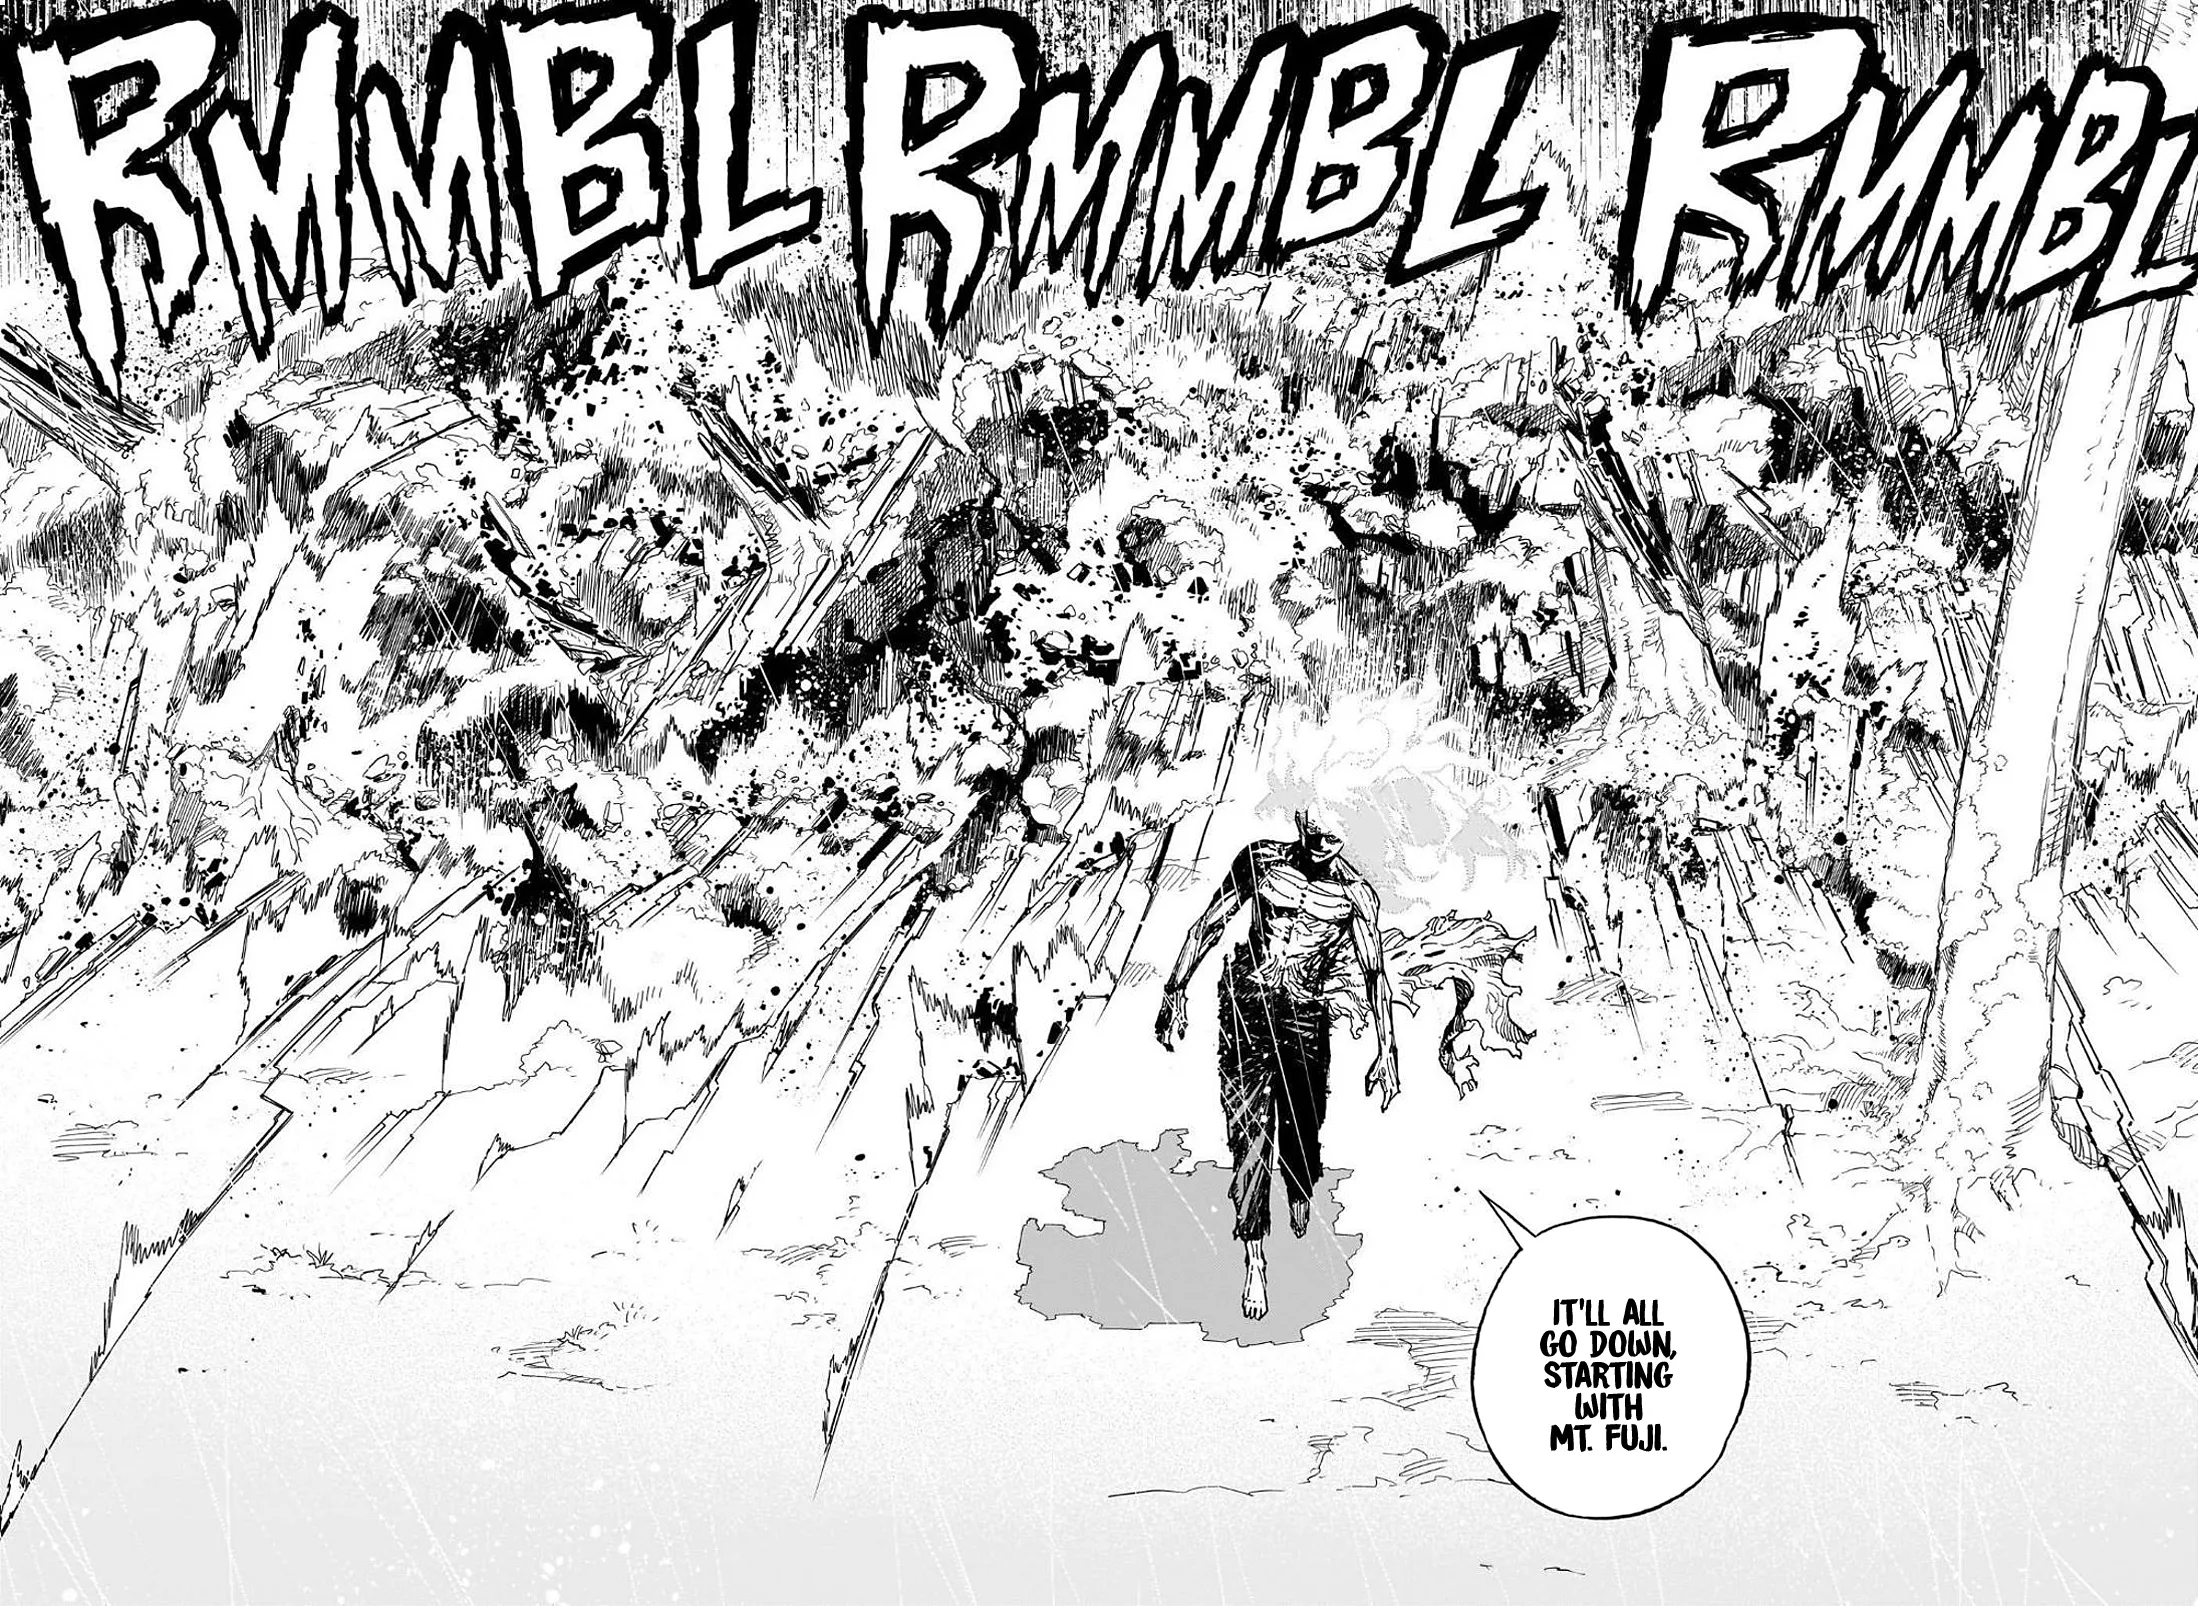 RMMBL RMMBL RMMBL
IT'LL ALL
GO DOWN,
STARTING
WITH
MT. FUJI.